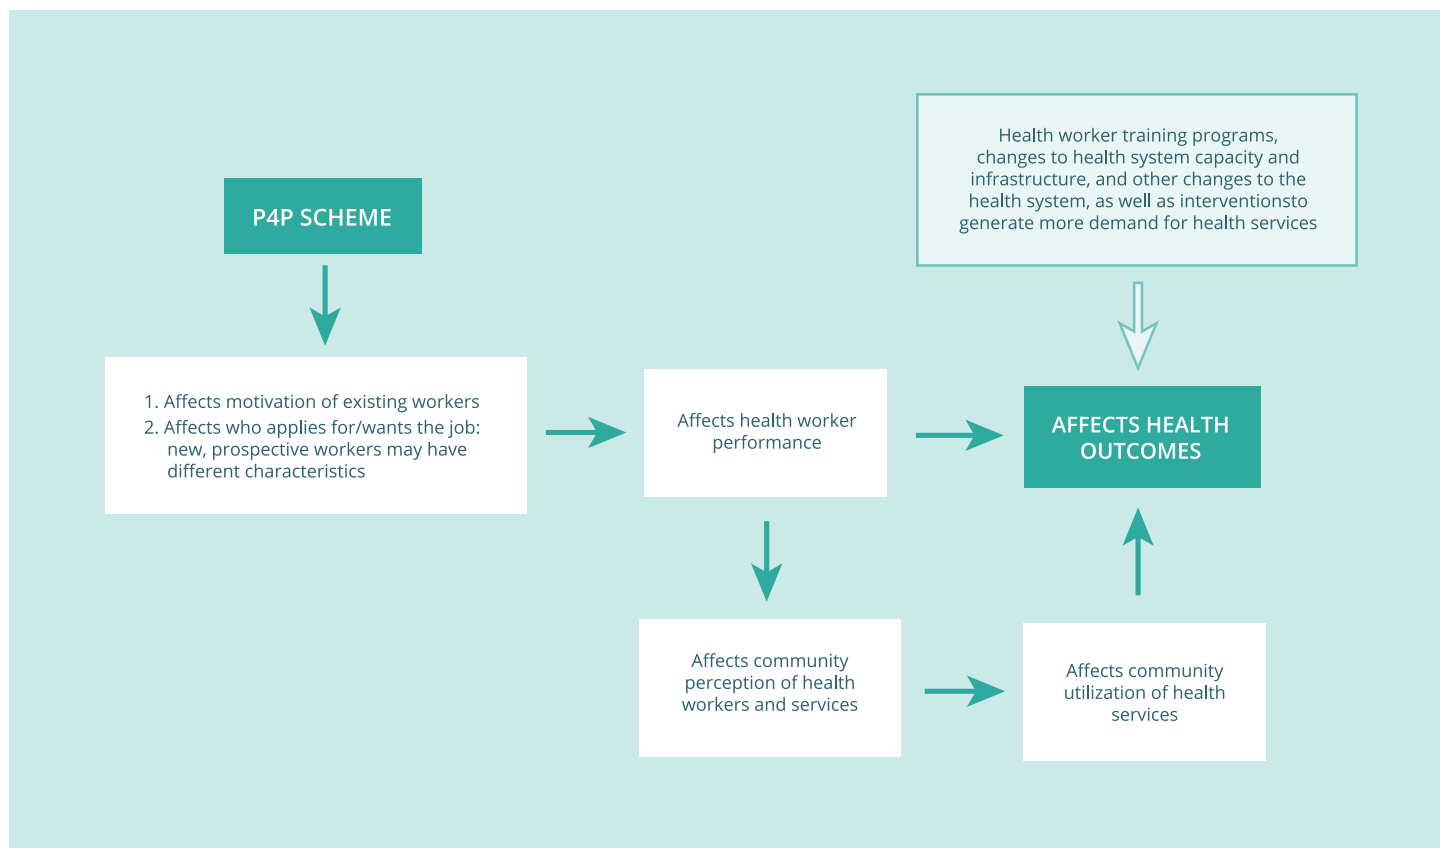 Health worker training programs,
changes to health system capacity and
infrastructure, and other changes to the
health system, as well as interventionsto
generate more demand for health services
P4P SCHEME
1. Affects motivation of existing workers
2. Affects who applies for/wants the job:
new, prospective workers may have
different characteristics
Affects health worker
performance
AFFECTS HEALTH
OUTCOMES
Affects community
perception of health
workers and services
Affects community
utilization of health
services